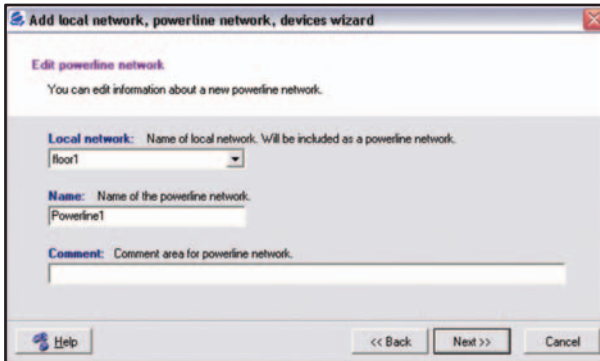 Add local network, powerline network, devices wizard
Edit powerline network
You can edit information about a new powerline network.
Local network: Name of local network. Will be included as a powerline network.
floor1
Name: Name of the powerline network.
Powerline1
Comment: Comment area for powerline network.
Help << Back Next >> Cancel